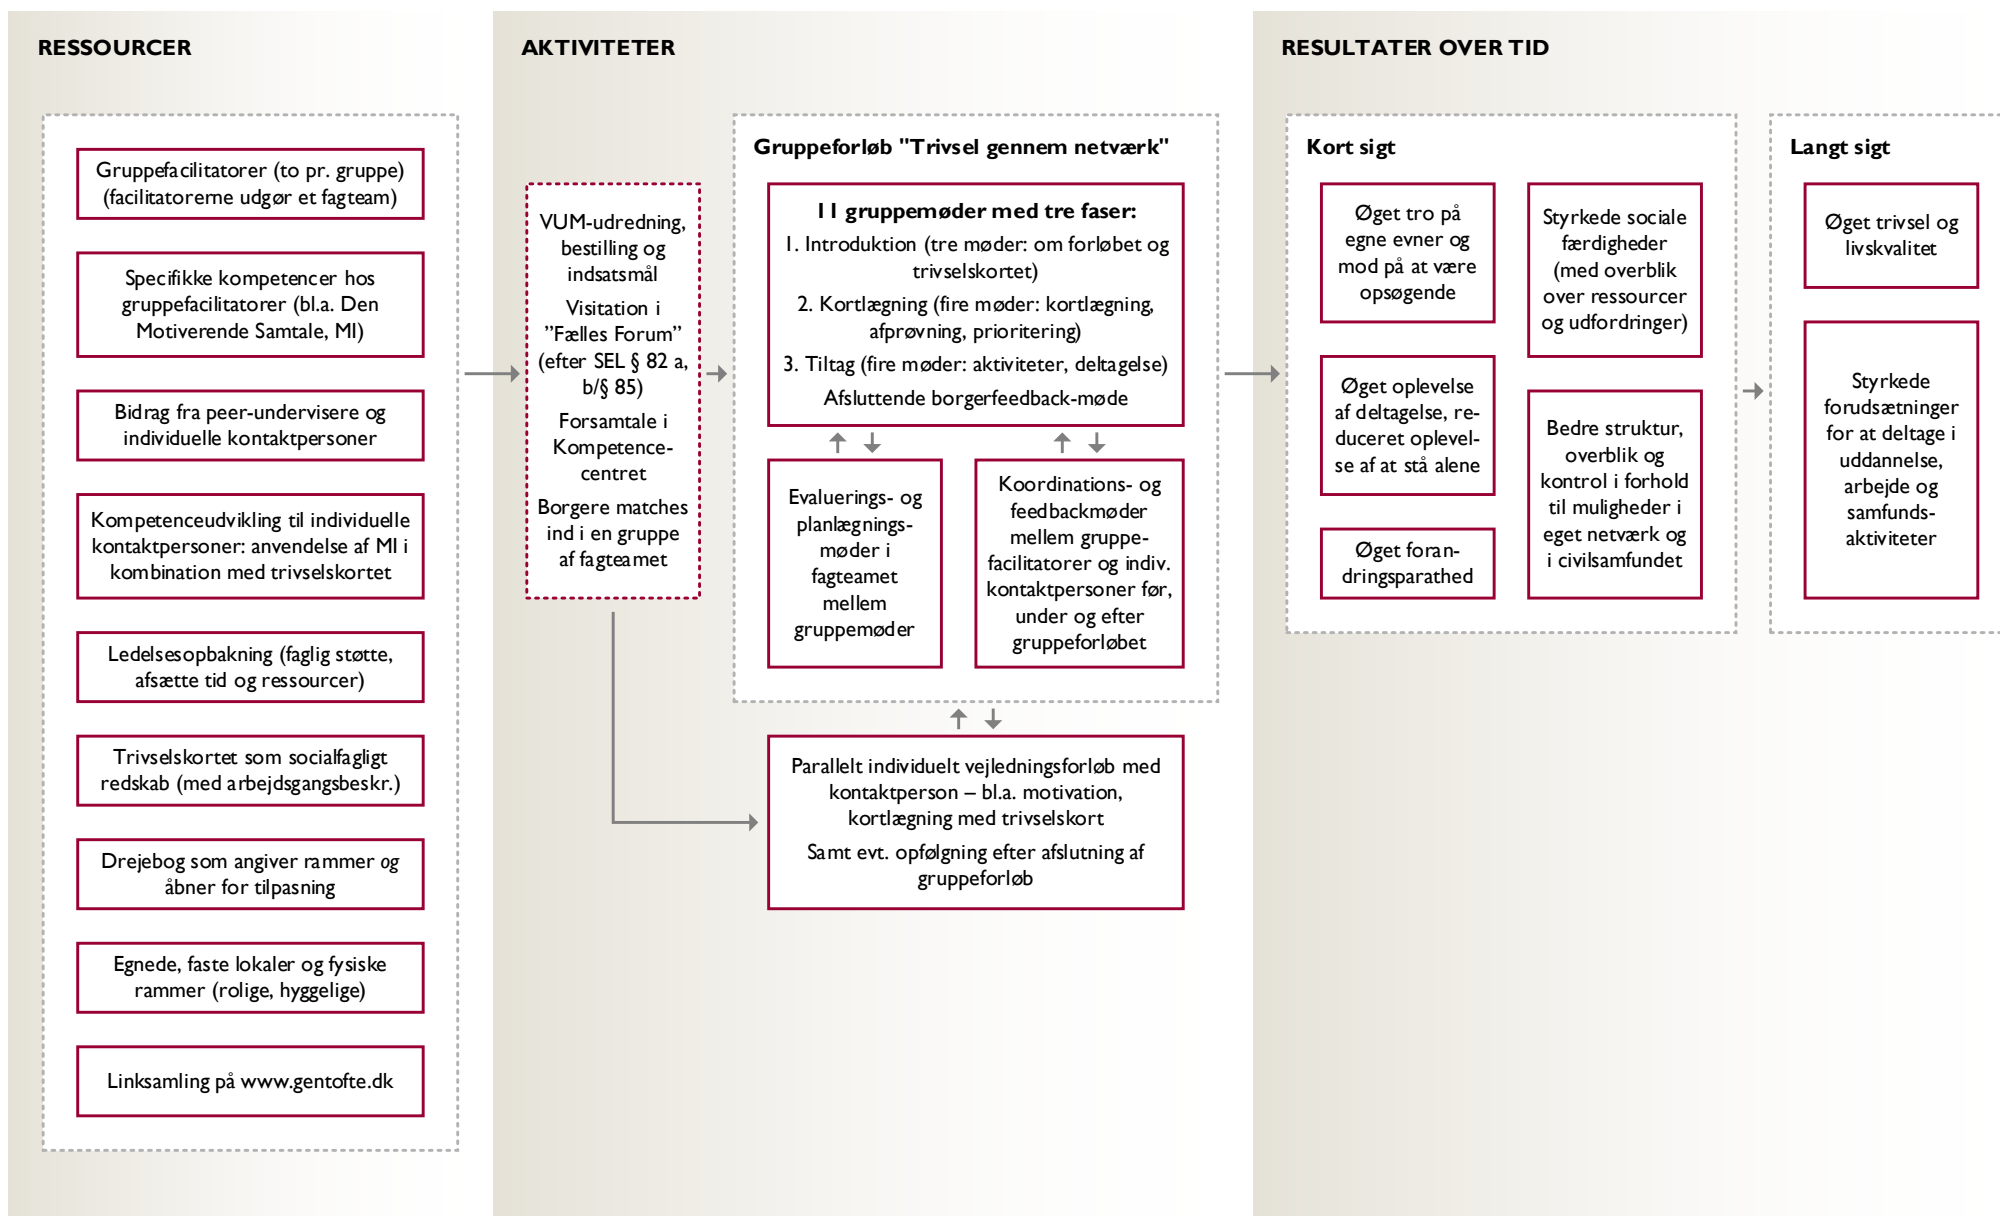 RESSOURCER
Gruppefacilitatorer (to pr. gruppe)
(facilitatorerne udgør et fagteam)
Specifikke kompetencer hos
gruppefacilitatorer (bl.a. Den
Motiverende Samtale, MI)
Bidrag fra peer-undervisere og
individuelle kontaktpersoner
Kompetenceudvikling til individuelle
kontaktpersoner: anvendelse af MI i
kombination med trivselskortet
Ledelsesopbakning (faglig støtte,
afsætte tid og ressourcer)
Trivselskortet som socialfagligt
redskab (med arbejdsgangsbeskr.)
Drejebog som angiver rammer og
åbner for tilpasning
Egnede, faste lokaler og fysiske
rammer (rolige, hyggelige)
Linksamling på www.gentofte.dk
AKTIVITETER
VUM-udredning,
bestilling og
indsatsmål
Visitation i
”Fælles Forum”
(efter SEL § 82 a,
b/§ 85)
Forsamtale i
Kompetence-
centret
Borgere matches
ind i en gruppe
af fagteamet
Gruppeforløb "Trivsel gennem netværk"
11 gruppemøder med tre faser:
1. Introduktion (tre møder: om forløbet og
trivselskortet)
2. Kortlægning (fire møder: kortlægning,
afprøvning, prioritering)
3. Tiltag (fire møder: aktiviteter, deltagelse)
Afsluttende borgerfeedback-møde
Evaluerings- og
planlægnings-
møder i
fagteamet
mellem
gruppemøder
Koordinations- og
feedbackmøder
mellem gruppe-
facilitatorer og indiv.
kontaktpersoner før,
under og efter
gruppeforløbet
Parallelt individuelt vejledningsforløb med
kontaktperson – bl.a. motivation,
kortlægning med trivselskort
Samt evt. opfølgning efter afslutning af
gruppeforløb
RESULTATER OVER TID
Kort sigt
Øget tro på
egne evner og
mod på at være
opsøgende
Øget oplevelse
af deltagelse, re-
duceret oplevel-
se af at stå alene
Øget foran-
dringsparathed
Styrkede sociale
færdigheder
(med overblik
over ressourcer
og udfordringer)
Bedre struktur,
overblik og
kontrol i forhold
til muligheder i
eget netværk og
i civilsamfundet
Langt sigt
Øget trivsel og
livskvalitet
Styrkede
forudsætninger
for at deltage i
uddannelse,
arbejde og
samfunds-
aktiviteter